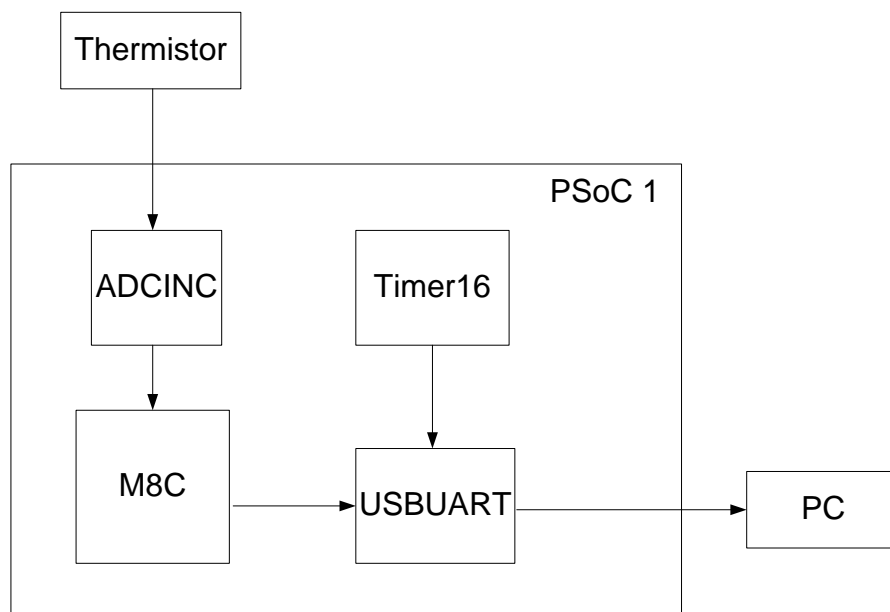 Thermistor
PSoC 1
ADCINC
Timer16
M8C
USBUART
PC